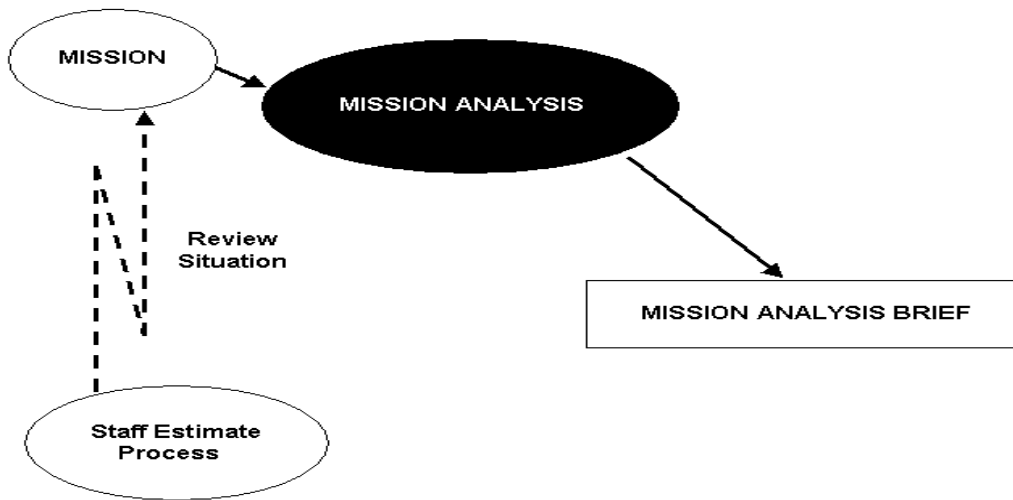 MISSION
MISSION ANALYSIS
Review
Situation
MISSION ANALYSIS BRIEF
Staff Estimate
Process